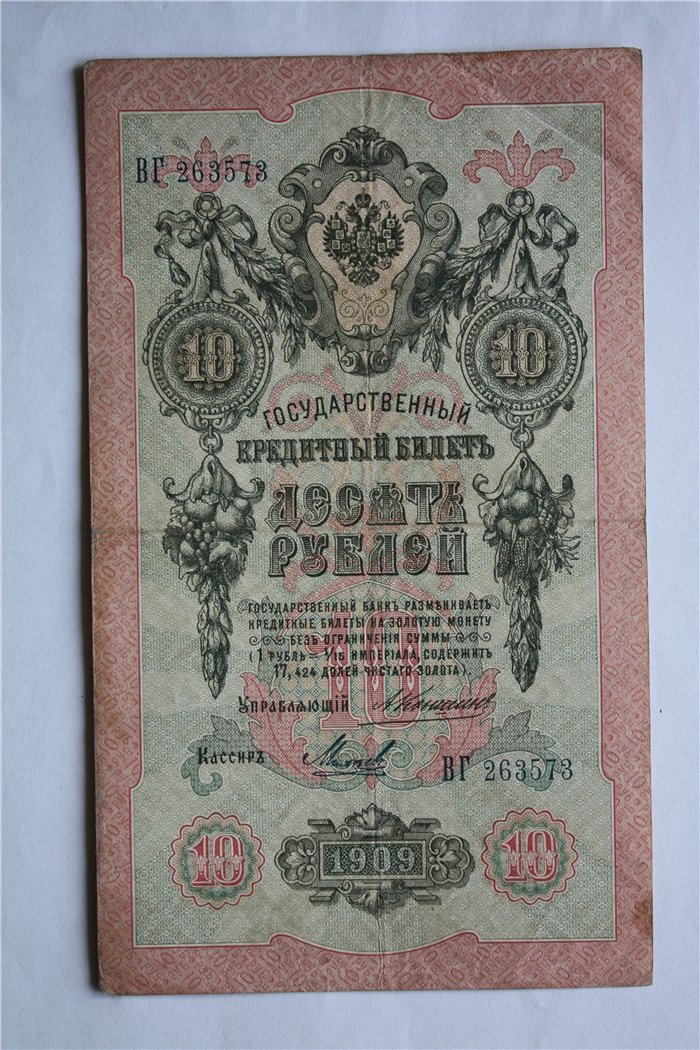 ВГ 263573
10 10
ГОСУДАРСТВЕННЫЙ
КРЕДИТНЫЙ БИЛЕТЪ
ДЕСЯТЬ
РУБЛЕЙ
ГОСУДАРСТВЕННЫЙ БАНКЪ РАЗМѢНИВАЕТЪ
КРЕДИТНЫЕ БИЛЕТЫ НА ЗОЛОТУЮ МОНЕТУ
БЕЗЪ ОГРАНИЧЕНІЯ СУММЫ
(1 РУБЛЬ = 1/15 ИМПЕРІАЛА, СОДЕРЖИТЪ
17,424 ДОЛЕЙ ЧИСТАГО ЗОЛОТА).
10
УПРАВЛЯЮЩІЙ
КАССИРЪ
ВГ 263573
10 1909 10